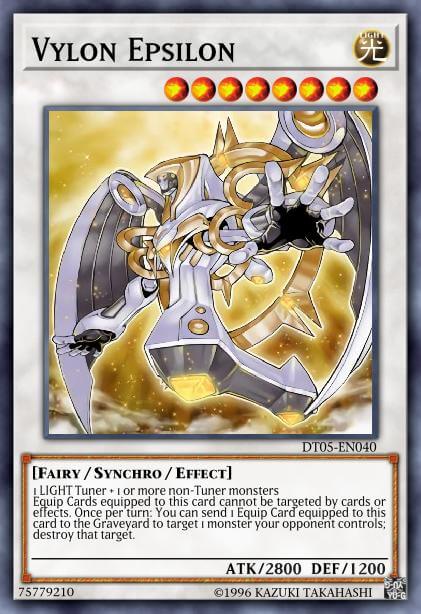 VYLON EPSILON
LIGHT
光
DT05-EN040
[FAIRY / SYNCHRO / EFFECT]
1 LIGHT Tuner + 1 or more non-Tuner monsters
Equip Cards equipped to this card cannot be targeted by cards or
effects. Once per turn: You can send 1 Equip Card equipped to this
card to the Graveyard to target 1 monster your opponent controls;
destroy that target.
ATK/2800 DEF/1200
75779210
©1996 KAZUKI TAKAHASHI